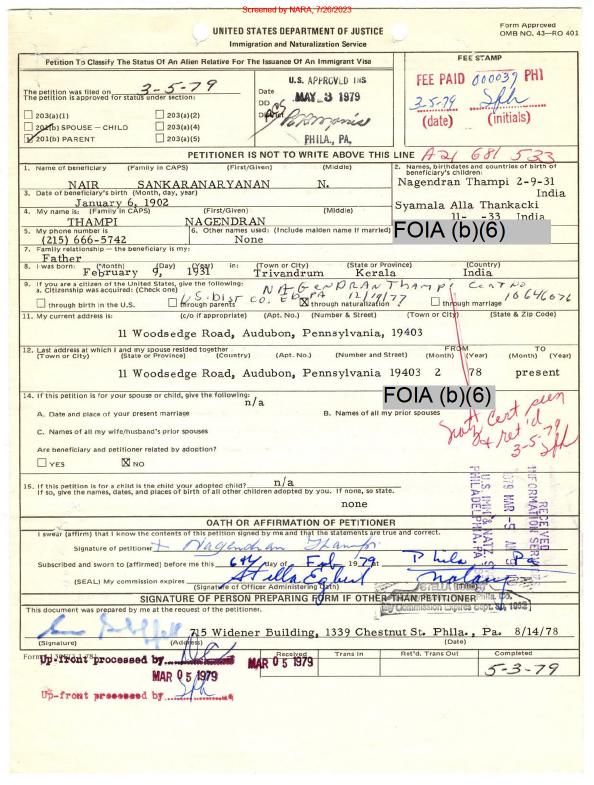 Screened by NARA, 7/26/2023
Form Approved
OMB NO. 43—RO 401
UNITED STATES DEPARTMENT OF JUSTICE
Immigration and Naturalization Service
Petition To Classify The Status Of An Alien Relative For The Issuance Of An Immigrant Visa
FEE STAMP
The petition was filed on 3-5-79
The petition is approved for status under section:
203(a)(1) 203(a)(2)
201(b) SPOUSE – CHILD 203(a)(4)
201(b) PARENT 203(a)(5)
U.S. APPROVED INS
Date MAY 3 1979
DD
District
PHILA., PA.
FEE PAID 000039 PHI
3-5-79 Sph
(date) (initials)
PETITIONER IS NOT TO WRITE ABOVE THIS LINE A21 681 533
1. Name of beneficiary (Family in CAPS) (First/Given) (Middle)
NAIR SANKARANARYANAN N.
2. Names, birthdates and countries of birth of beneficiary's children:
Nagendran Thampi 2-9-31
India
Syamala Alla Thankacki
11- -33 India
3. Date of beneficiary's birth (Month, day, year)
January 6, 1902
4. My name is: (Family in CAPS) (First/Given) (Middle)
THAMPI NAGENDRAN
5. My phone number is 6. Other names used: (Include maiden name if married)
(215) 666-5742 None
FOIA (b)(6)
7. Family relationship – the beneficiary is my:
Father
8. I was born: (Month) (Day) (Year) in: (Town or City) (State or Province) (Country)
February 9, 1931 Trivandrum Kerala India
9. If you are a citizen of the United States, give the following:
a. Citizenship was acquired: (Check one)
NAGENDRAN THAMPI Cert No
U.S. Dist Co. ED PA 12/19/77 10646076
through birth in the U.S. through parents through naturalization through marriage
11. My current address is: (c/o if appropriate) (Apt. No.) (Number & Street) (Town or City) (State & Zip Code)
11 Woodsedge Road, Audubon, Pennsylvania, 19403
12. Last address at which I and my spouse resided together FROM TO
(Town or City) (State or Province) (Country) (Apt. No.) (Number and Street) (Month) (Year) (Month) (Year)
11 Woodsedge Road, Audubon, Pennsylvania 19403 2 78 present
14. If this petition is for your spouse or child, give the following:
n/a
FOIA (b)(6)
A. Date and place of your present marriage B. Names of all my prior spouses
C. Names of all my wife/husband's prior spouses
Natz Cert seen
& ret'd
3-5-79
Sph
Are beneficiary and petitioner related by adoption?
YES NO
15. If this petition is for a child is the child your adopted child? n/a
If so, give the names, dates, and places of birth of all other children adopted by you. If none, so state.
none
RECEIVED
INFORMATION SERVICE
1979 MAR -5
U.S. IMM & NATZ. S
PHILADELPHIA, PA
OATH OR AFFIRMATION OF PETITIONER
I swear (affirm) that I know the contents of this petition signed by me and that the statements are true and correct.
Signature of petitioner x Nagendran Thampi
Subscribed and sworn to (affirmed) before me this 6th day of Feb, 19 79 at Phila Pa
(SEAL) My commission expires Stella Egbert notary
(Signature of Officer Administering Oath)
My Commission Expires Sept. 1982
SIGNATURE OF PERSON PREPARING FORM IF OTHER THAN PETITIONER
This document was prepared by me at the request of the petitioner.
715 Widener Building, 1339 Chestnut St. Phila., Pa. 8/14/78
(Signature) (Address) (Date)
Received Trans In Ret'd. Trans Out Completed
Up-front processed by
MAR 05 1979
MAR 05 1979
5-3-79
Up-front processed by Sph